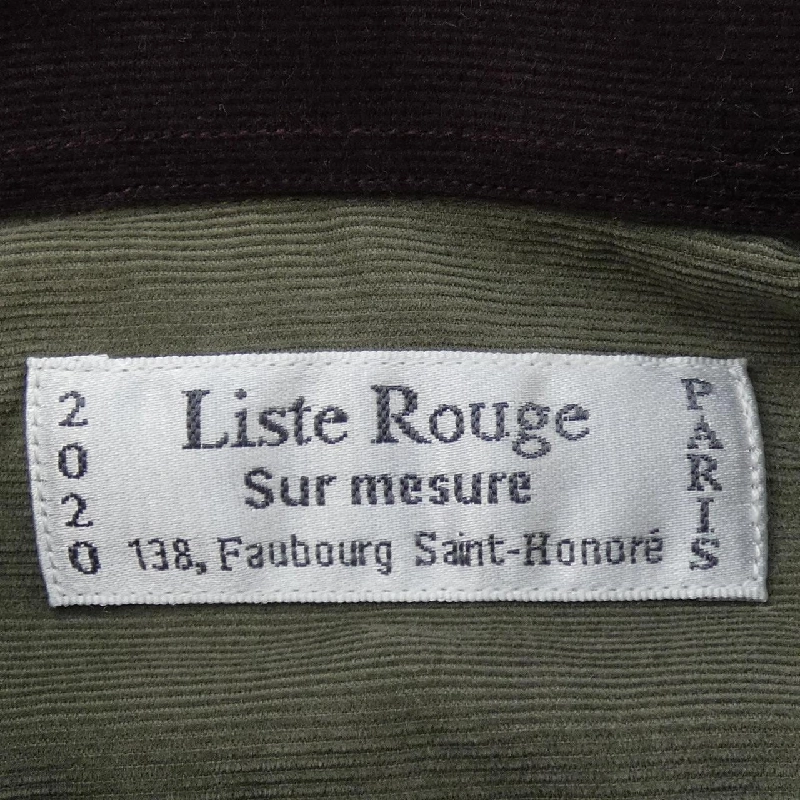 2020
Liste Rouge
Sur mesure
138, Faubourg Saint-Honoré
PARIS